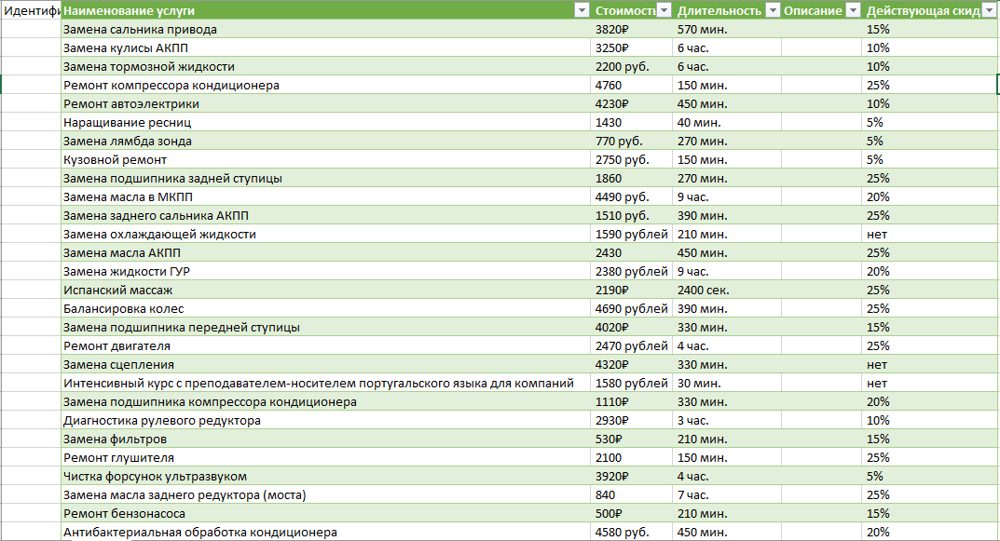 Идентифи Наименование услуги Стоимость Длительность Описание Действующая скид
Замена сальника привода 3820₽ 570 мин. 15%
Замена кулисы АКПП 3250₽ 6 час. 10%
Замена тормозной жидкости 2200 руб. 6 час. 10%
Ремонт компрессора кондиционера 4760 150 мин. 25%
Ремонт автоэлектрики 4230₽ 450 мин. 10%
Наращивание ресниц 1430 40 мин. 5%
Замена лямбда зонда 770 руб. 270 мин. 5%
Кузовной ремонт 2750 руб. 150 мин. 5%
Замена подшипника задней ступицы 1860 270 мин. 25%
Замена масла в МКПП 4490 руб. 9 час. 20%
Замена заднего сальника АКПП 1510 руб. 390 мин. 25%
Замена охлаждающей жидкости 1590 рублей 210 мин. нет
Замена масла АКПП 2430 450 мин. 25%
Замена жидкости ГУР 2380 рублей 9 час. 20%
Испанский массаж 2190₽ 2400 сек. 25%
Балансировка колес 4690 рублей 390 мин. 25%
Замена подшипника передней ступицы 4020₽ 330 мин. 15%
Ремонт двигателя 2470 рублей 4 час. 25%
Замена сцепления 4320₽ 330 мин. нет
Интенсивный курс с преподавателем-носителем португальского языка для компаний 1580 рублей 30 мин. нет
Замена подшипника компрессора кондиционера 1110₽ 330 мин. 20%
Диагностика рулевого редуктора 2930₽ 3 час. 10%
Замена фильтров 530₽ 210 мин. 15%
Ремонт глушителя 2100 150 мин. 25%
Чистка форсунок ультразвуком 3920₽ 4 час. 5%
Замена масла заднего редуктора (моста) 840 7 час. 25%
Ремонт бензонасоса 500₽ 210 мин. 15%
Антибактериальная обработка кондиционера 4580 руб. 450 мин. 20%